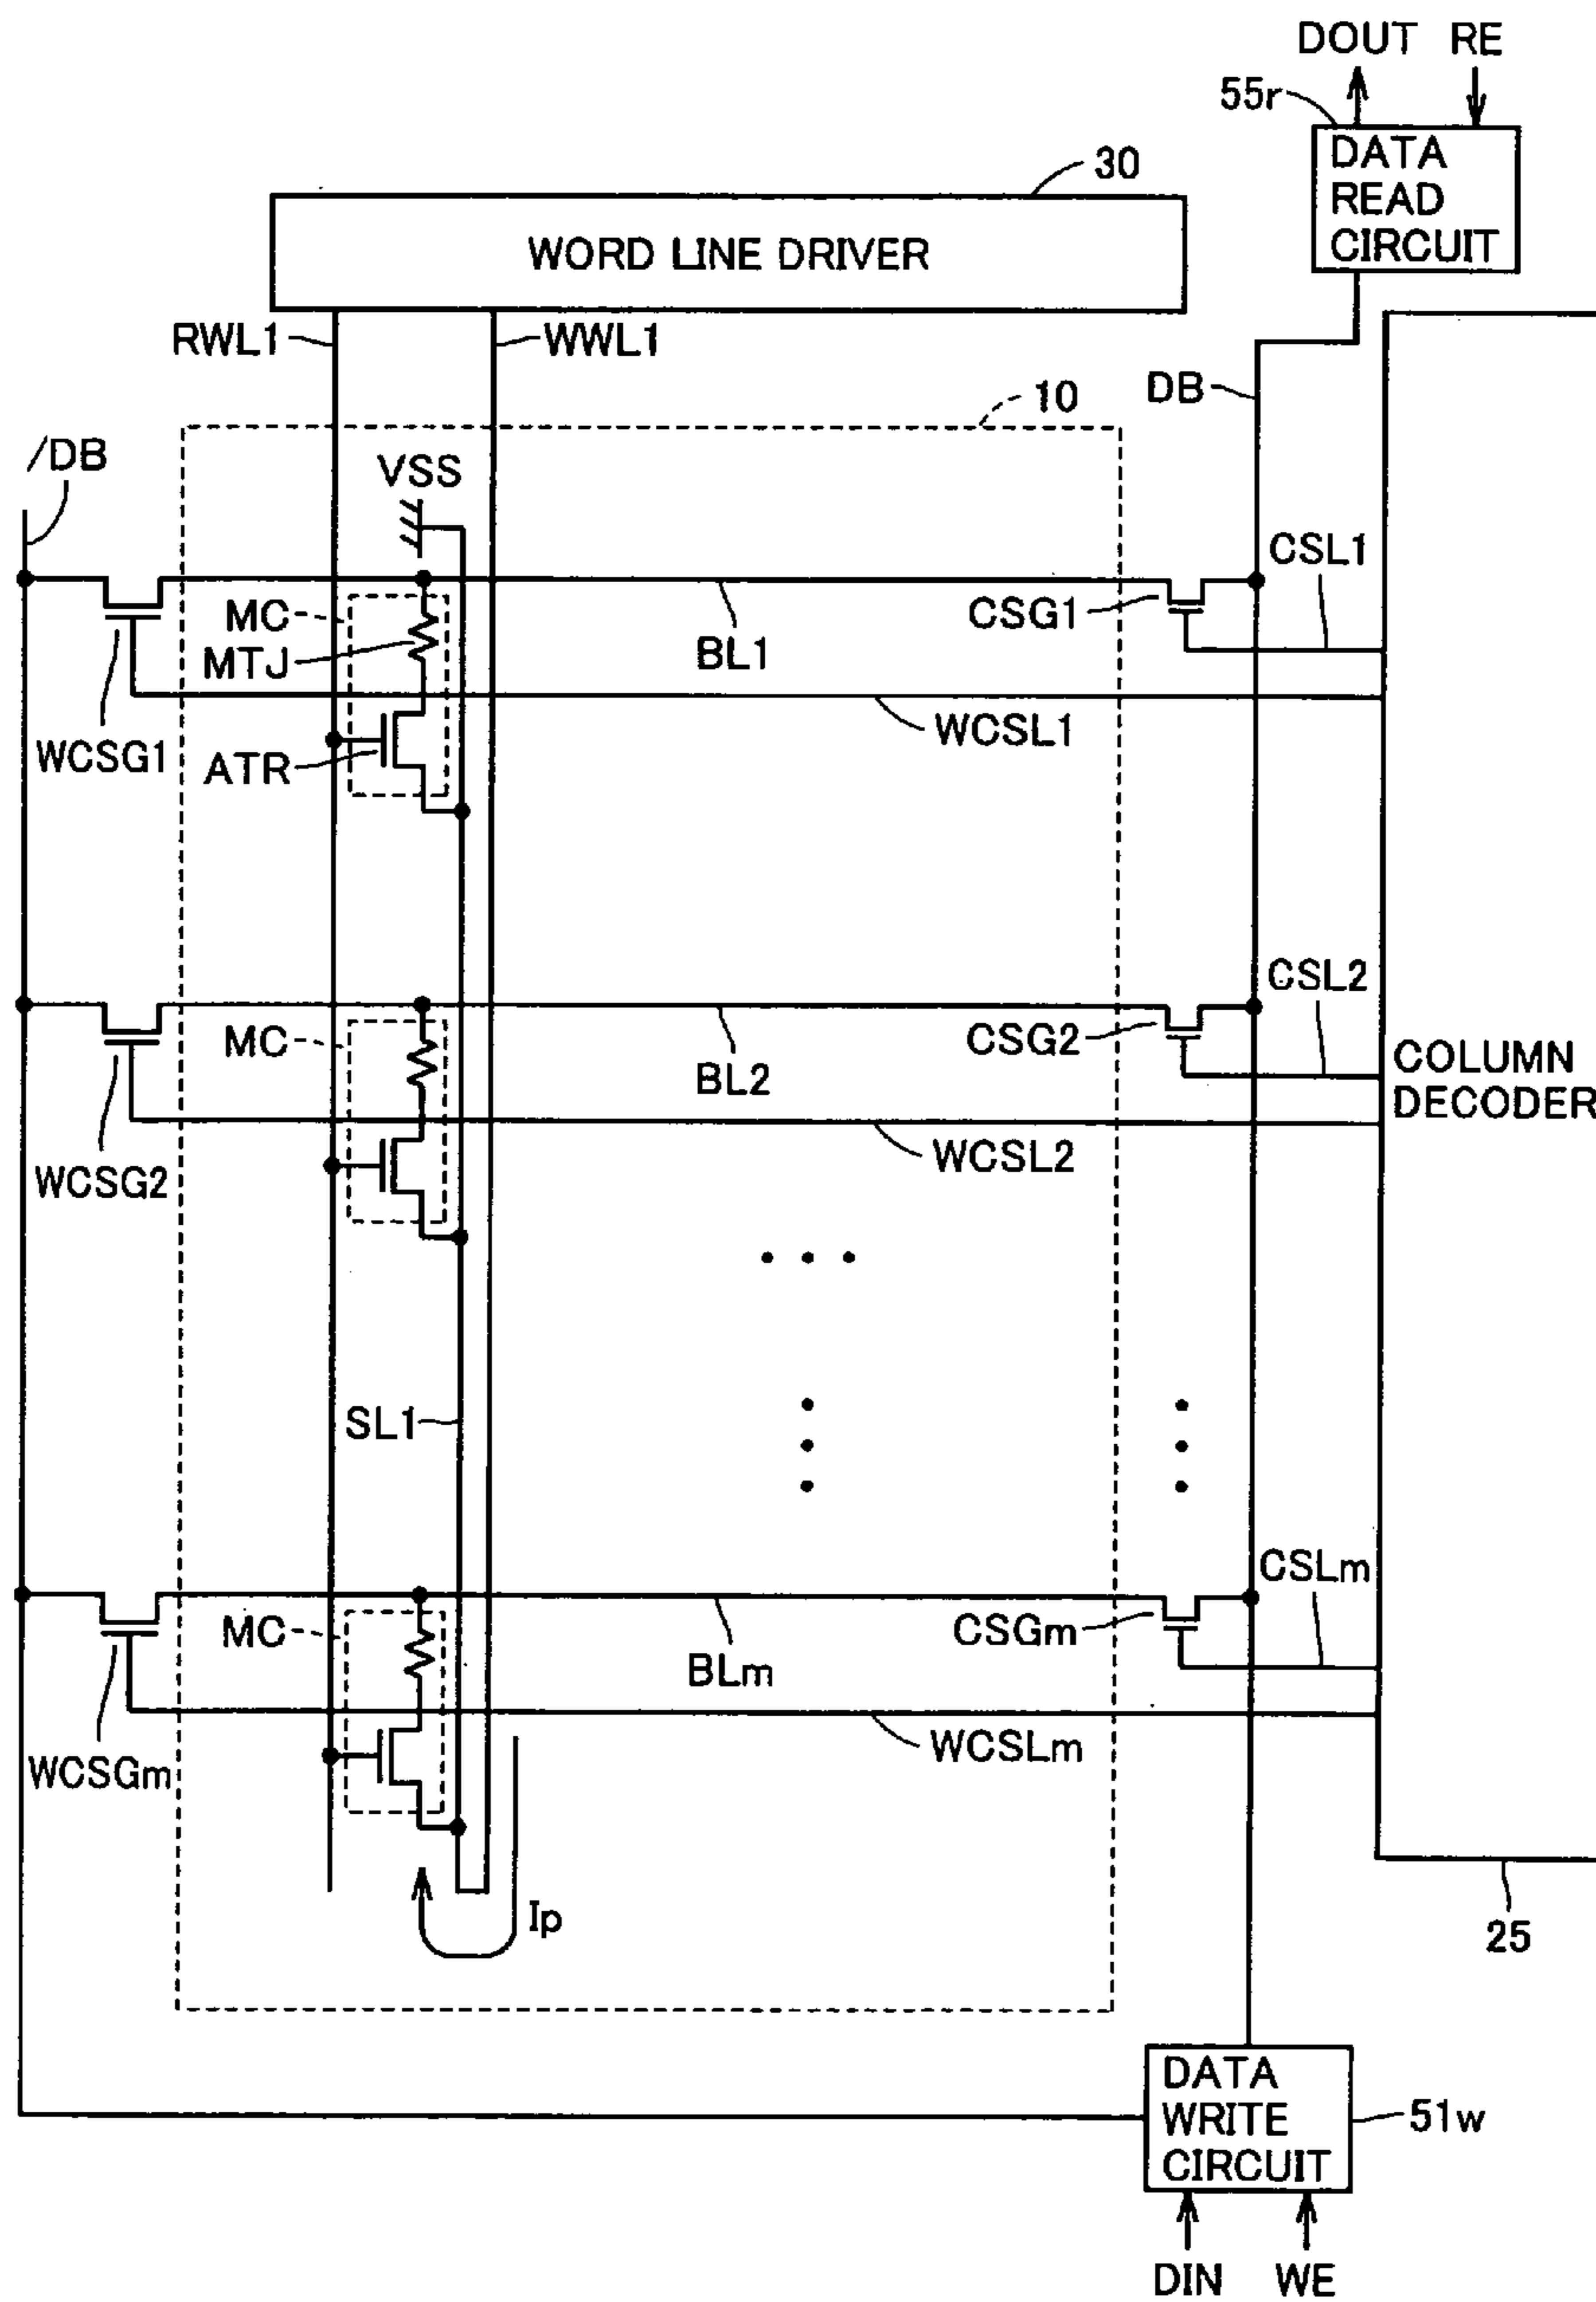 DOUT RE
55r
DATA
READ
CIRCUIT
30
WORD LINE DRIVER
RWL1
WWL1
DB
10
/DB
VSS
CSL1
MC
CSG1
MTJ
BL1
WCSL1
WCSG1
ATR
CSL2
MC
CSG2
COLUMN
DECODER
BL2
WCSL2
WCSG2
SL1
CSLm
MC
CSGm
BLm
WCSLm
WCSGm
Ip
25
DATA
WRITE
CIRCUIT
51w
DIN WE